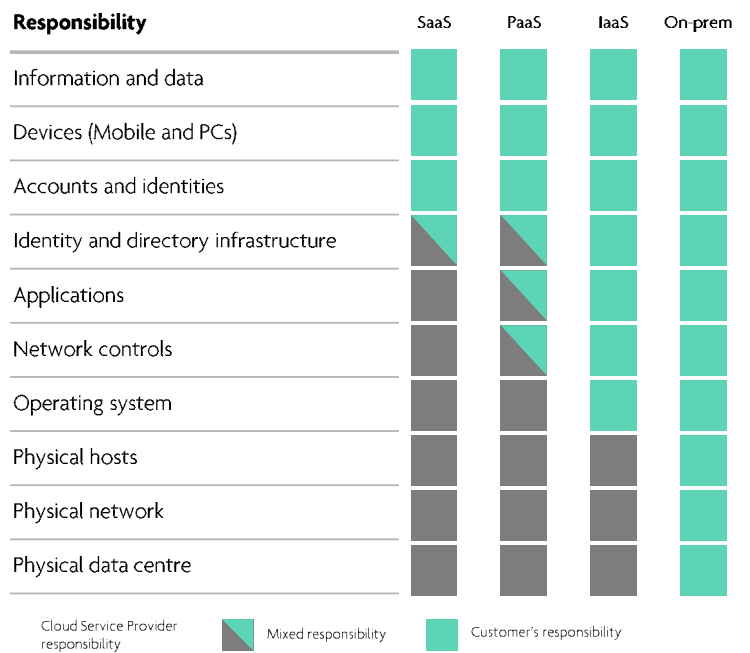 Responsibility SaaS PaaS IaaS On-prem
Information and data
Devices (Mobile and PCs)
Accounts and identities
Identity and directory infrastructure
Applications
Network controls
Operating system
Physical hosts
Physical network
Physical data centre
Cloud Service Provider
responsibility
Mixed responsibility
Customer's responsibility